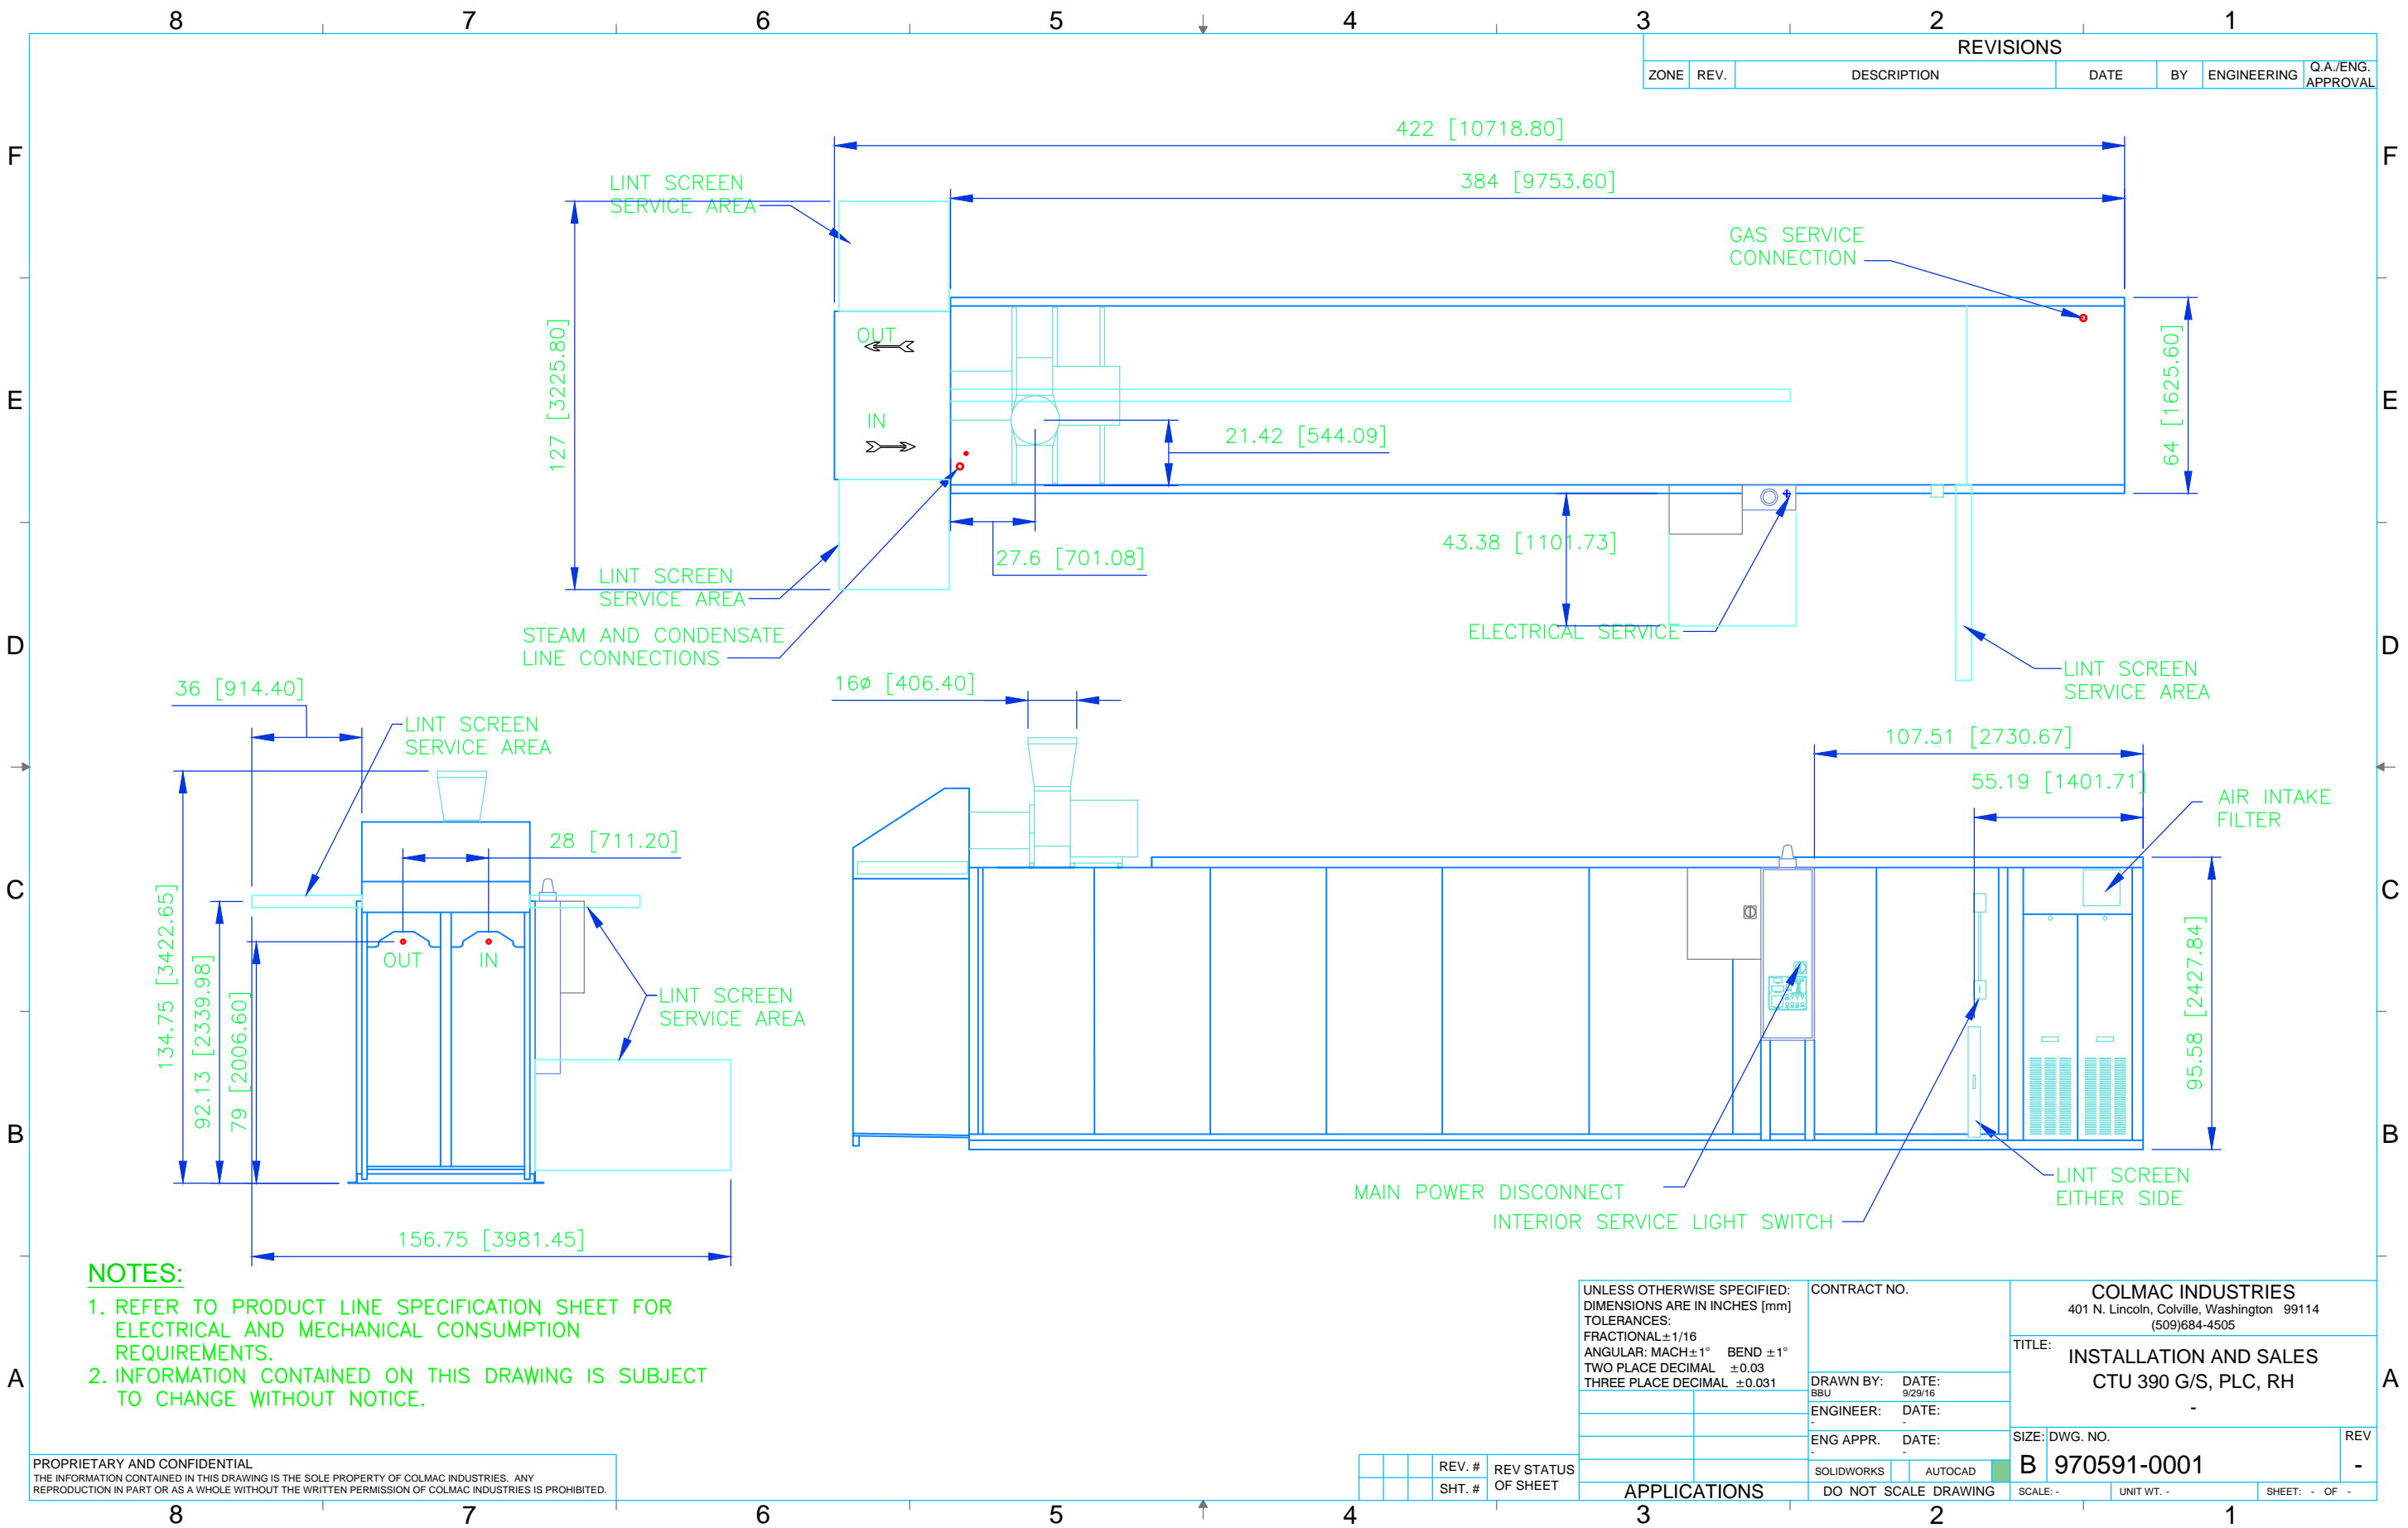 8 7 6 5 4 3 2 1
REVISIONS
ZONE REV. DESCRIPTION DATE BY ENGINEERING Q.A./ENG. APPROVAL
F F
E E
D D
C C
B B
A A
422 [10718.80]
384 [9753.60]
LINT SCREEN
SERVICE AREA
GAS SERVICE
CONNECTION
127 [3225.80]
OUT
IN
64 [1625.60]
21.42 [544.09]
27.6 [701.08]
43.38 [1101.73]
LINT SCREEN
SERVICE AREA
STEAM AND CONDENSATE
LINE CONNECTIONS
ELECTRICAL SERVICE
LINT SCREEN
SERVICE AREA
36 [914.40]
LINT SCREEN
SERVICE AREA
28 [711.20]
134.75 [3422.65]
92.13 [2339.98]
79 [2006.60]
OUT
IN
LINT SCREEN
SERVICE AREA
156.75 [3981.45]
16ø [406.40]
107.51 [2730.67]
55.19 [1401.71]
AIR INTAKE
FILTER
95.58 [2427.84]
MAIN POWER DISCONNECT
INTERIOR SERVICE LIGHT SWITCH
LINT SCREEN
EITHER SIDE
NOTES:
1. REFER TO PRODUCT LINE SPECIFICATION SHEET FOR
ELECTRICAL AND MECHANICAL CONSUMPTION
REQUIREMENTS.
2. INFORMATION CONTAINED ON THIS DRAWING IS SUBJECT
TO CHANGE WITHOUT NOTICE.
PROPRIETARY AND CONFIDENTIAL
THE INFORMATION CONTAINED IN THIS DRAWING IS THE SOLE PROPERTY OF COLMAC INDUSTRIES. ANY
REPRODUCTION IN PART OR AS A WHOLE WITHOUT THE WRITTEN PERMISSION OF COLMAC INDUSTRIES IS PROHIBITED.
REV. #
SHT. #
REV STATUS
OF SHEET
UNLESS OTHERWISE SPECIFIED:
DIMENSIONS ARE IN INCHES [mm]
TOLERANCES:
FRACTIONAL±1/16
ANGULAR: MACH±1° BEND ±1°
TWO PLACE DECIMAL ±0.03
THREE PLACE DECIMAL ±0.031
APPLICATIONS
CONTRACT NO.
DRAWN BY: DATE:
BBU 9/29/16
ENGINEER: DATE:
- -
ENG APPR. DATE:
- -
SOLIDWORKS AUTOCAD
DO NOT SCALE DRAWING
COLMAC INDUSTRIES
401 N. Lincoln, Colville, Washington 99114
(509)684-4505
TITLE:
INSTALLATION AND SALES
CTU 390 G/S, PLC, RH
-
SIZE: DWG. NO. REV
B 970591-0001 -
SCALE: - UNIT WT. - SHEET: - OF -
8 7 6 5 4 3 2 1